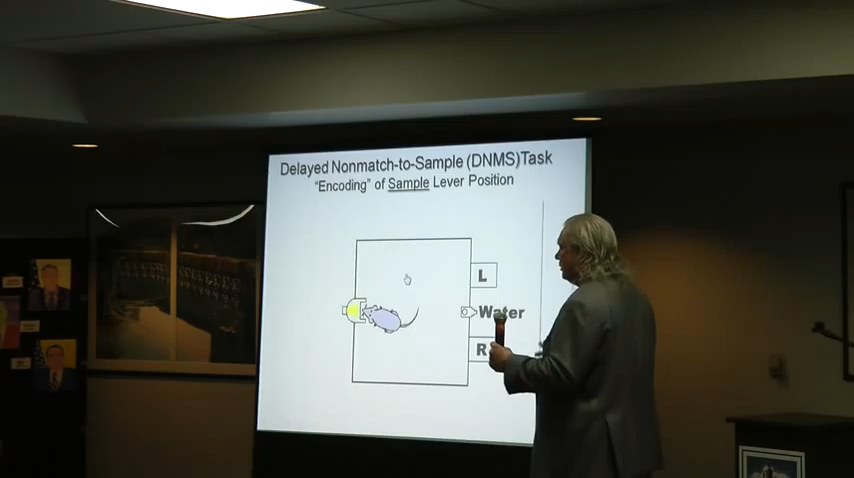 Delayed Nonmatch-to-Sample (DNMS)Task
"Encoding" of Sample Lever Position
L
Water
R